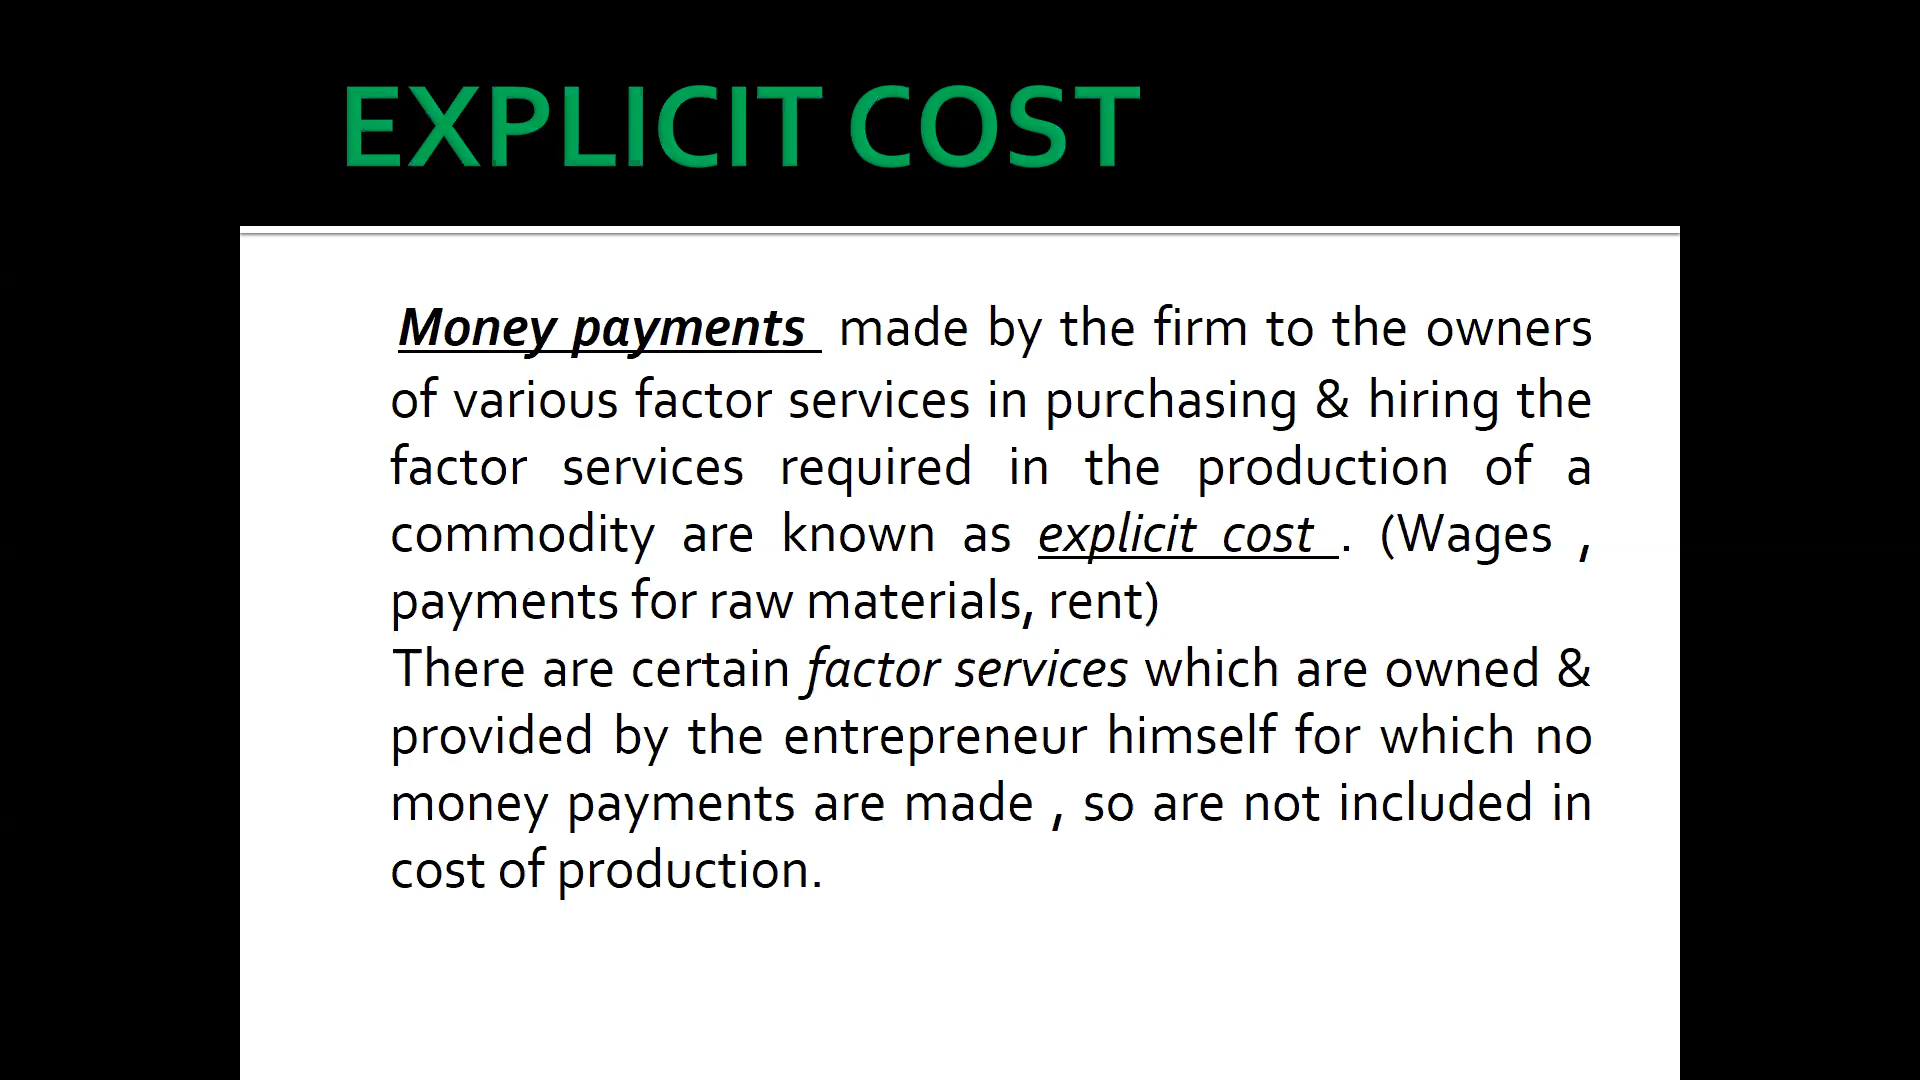 EXPLICIT COST
Money payments made by the firm to the owners
of various factor services in purchasing & hiring the
factor services required in the production of a
commodity are known as explicit cost . (Wages ,
payments for raw materials, rent)
There are certain factor services which are owned &
provided by the entrepreneur himself for which no
money payments are made , so are not included in
cost of production.